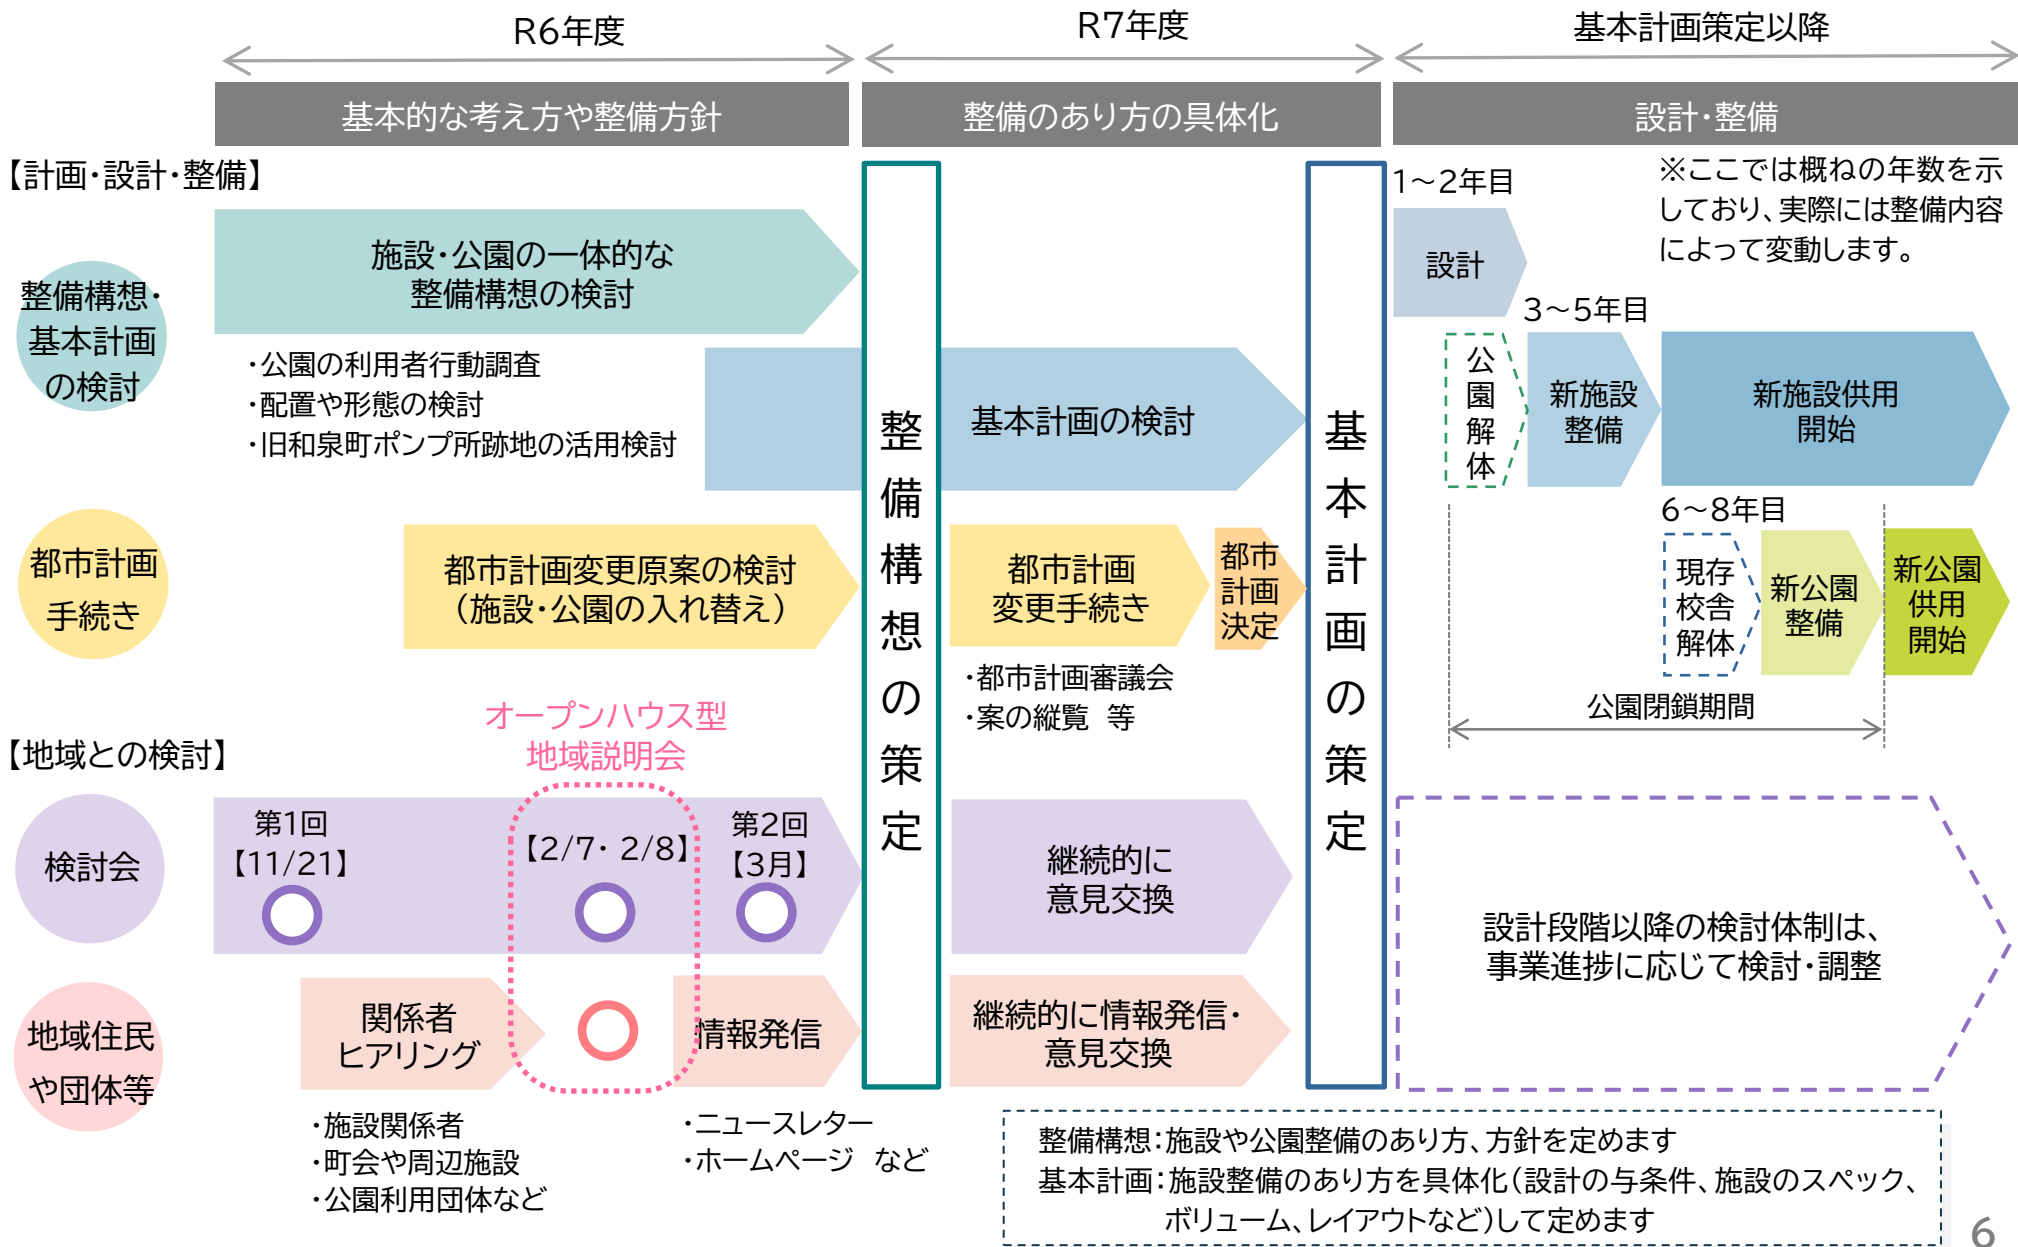 R6年度
R7年度
基本計画策定以降
基本的な考え方や整備方針
整備のあり方の具体化
設計・整備
【計画・設計・整備】
整備構想・
基本計画
の検討
施設・公園の一体的な
整備構想の検討
・公園の利用者行動調査
・配置や形態の検討
・旧和泉町ポンプ所跡地の活用検討
基本計画の検討
整備構想の策定
基本計画の策定
1～2年目
設計
※ここでは概ねの年数を示
しており、実際には整備内容
によって変動します。
公園解体
3～5年目
新施設
整備
新施設供用
開始
都市計画
手続き
都市計画変更原案の検討
（施設・公園の入れ替え）
都市計画
変更手続き
都市
計画
決定
・都市計画審議会
・案の縦覧　等
6～8年目
現存
校舎
解体
新公園
整備
新公園
供用
開始
公園閉鎖期間
【地域との検討】
オープンハウス型
地域説明会
検討会
第1回
【11/21】
【2/7・ 2/8】
第2回
【3月】
継続的に
意見交換
設計段階以降の検討体制は、
事業進捗に応じて検討・調整
地域住民
や団体等
関係者
ヒアリング
情報発信
継続的に情報発信・
意見交換
・施設関係者
・町会や周辺施設
・公園利用団体など
・ニュースレター
・ホームページ　など
整備構想：施設や公園整備のあり方、方針を定めます
基本計画：施設整備のあり方を具体化（設計の与条件、施設のスペック、
ボリューム、レイアウトなど）して定めます
6